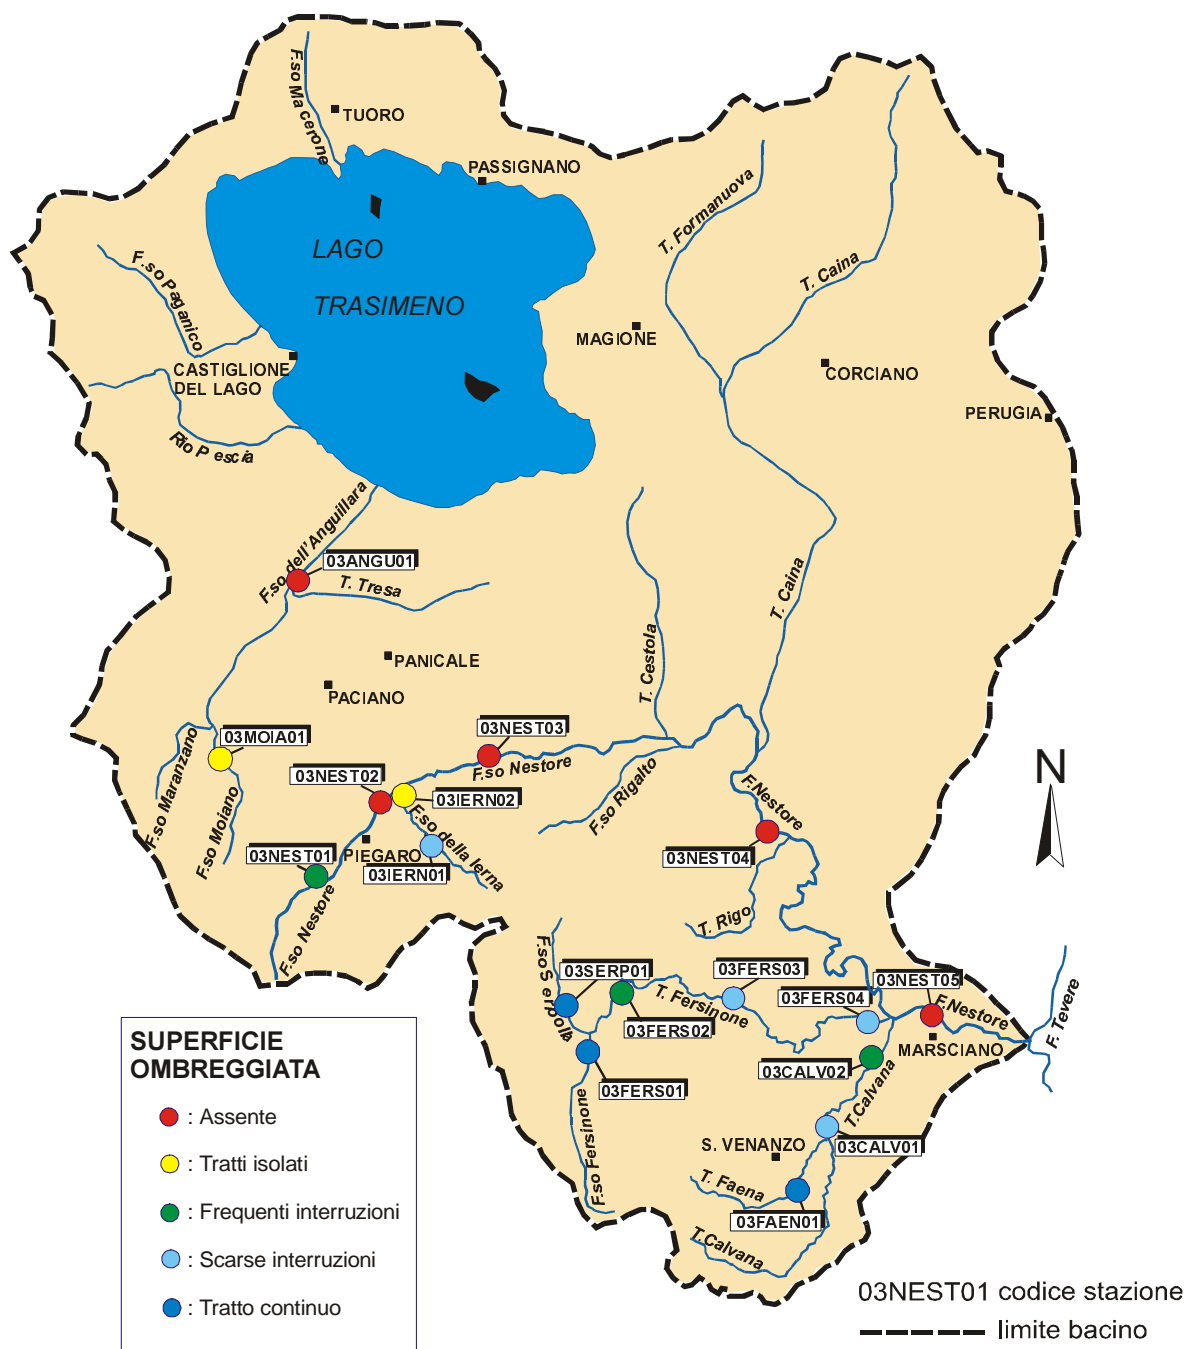 F.so Macerone
TUORO
PASSIGNANO
T. Formanuova
T. Caina
LAGO
TRASIMENO
F.so Paganico
MAGIONE
CASTIGLIONE
DEL LAGO
CORCIANO
PERUGIA
Rio Pescia
F.so dell'Anguillara
03ANGU01
T. Tresa
T. Caina
T. Cestola
PANICALE
PACIANO
03MOIA01
03NEST03
F.so Maranzano
F.so Moiano
03NEST02
F.so Nestore
03IERN02
F.so Rigalto
F.Nestore
N
F.so della Ierna
PIEGARO
03NEST01
03IERN01
03NEST04
F.so Nestore
T. Rigo
F.so Serpolla
03SERP01
03FERS03
03NEST05
T. Fersinone
03FERS04
F.Nestore
F. Tevere
03FERS02
MARSCIANO
03CALV02
03FERS01
T.Calvana
F.so Fersinone
S. VENANZO
03CALV01
T. Faena
03FAEN01
T.Calvana
SUPERFICIE
OMBREGGIATA
: Assente
: Tratti isolati
: Frequenti interruzioni
: Scarse interruzioni
: Tratto continuo
03NEST01 codice stazione
limite bacino